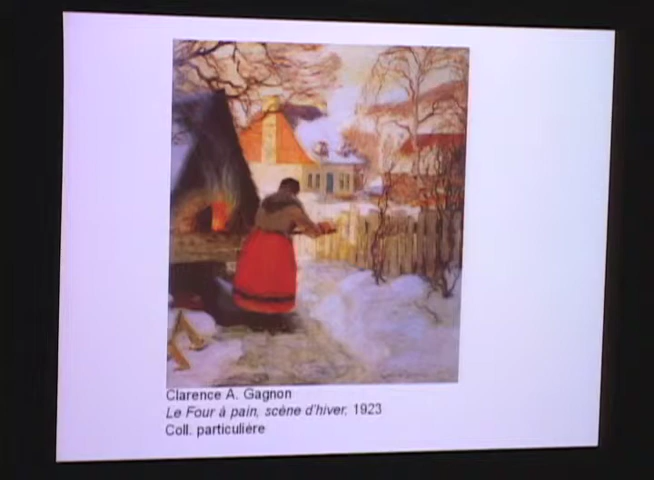 Clarence A. Gagnon
Le Four à pain, scène d'hiver, 1923
Coll. particulière